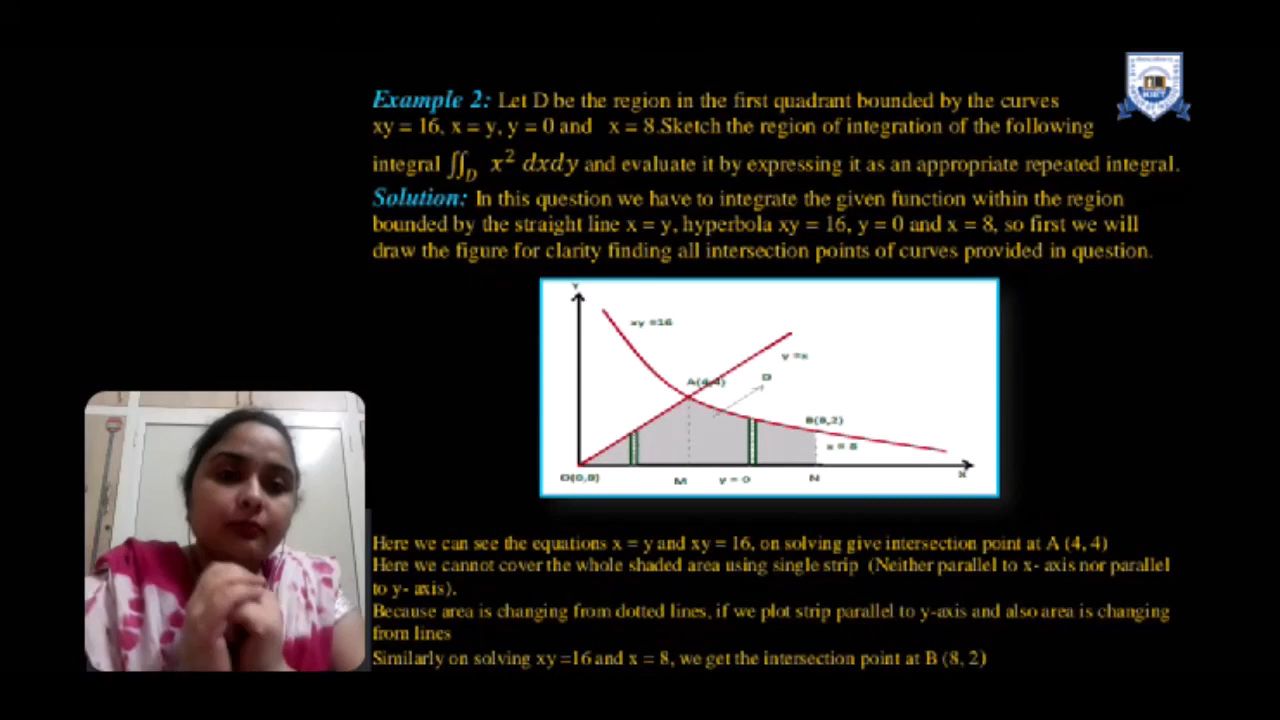 Example 2: Let D be the region in the first quadrant bounded by the curves
xy = 16, x = y, y = 0 and x = 8.Sketch the region of integration of the following
integral ∬_D x² dxdy and evaluate it by expressing it as an appropriate repeated integral.
Solution: In this question we have to integrate the given function within the region
bounded by the straight line x = y, hyperbola xy = 16, y = 0 and x = 8, so first we will
draw the figure for clarity finding all intersection points of curves provided in question.
Y
xy =16
y =x
A(4,4)
D
B(8,2)
x = 8
O(0,0)
M
y = 0
N
X
Here we can see the equations x = y and xy = 16, on solving give intersection point at A (4, 4)
Here we cannot cover the whole shaded area using single strip (Neither parallel to x- axis nor parallel
to y- axis).
Because area is changing from dotted lines, if we plot strip parallel to y-axis and also area is changing
from lines
Similarly on solving xy =16 and x = 8, we get the intersection point at B (8, 2)